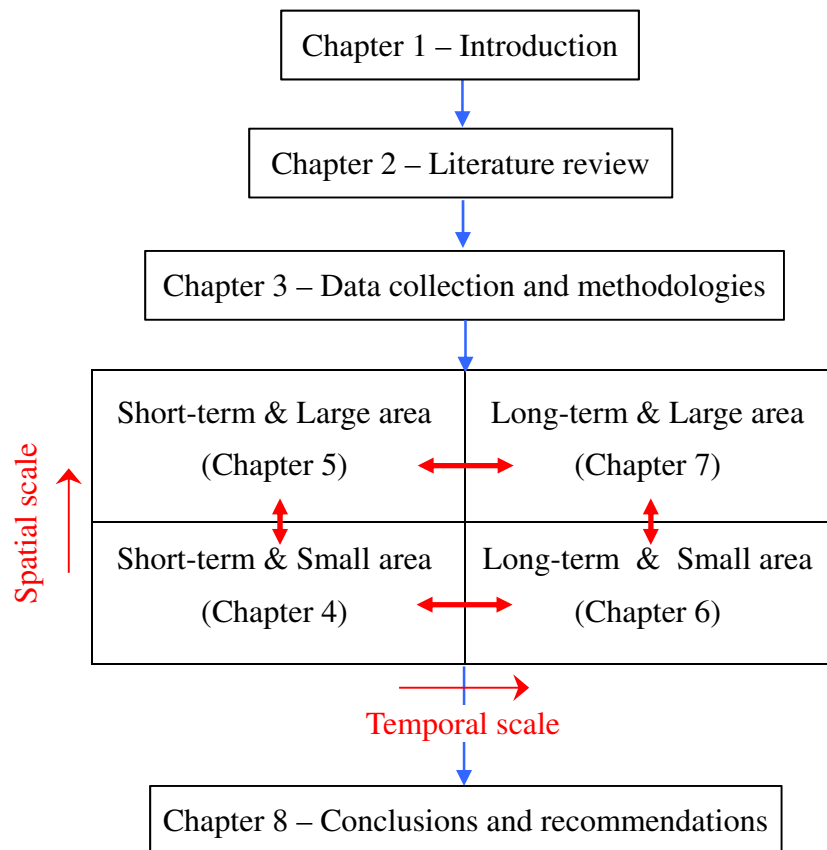 Chapter 1 – Introduction
Chapter 2 – Literature review
Chapter 3 – Data collection and methodologies
Short-term & Large area
(Chapter 5)
Long-term & Large area
(Chapter 7)
Spatial scale
Short-term & Small area
(Chapter 4)
Long-term & Small area
(Chapter 6)
Temporal scale
Chapter 8 – Conclusions and recommendations